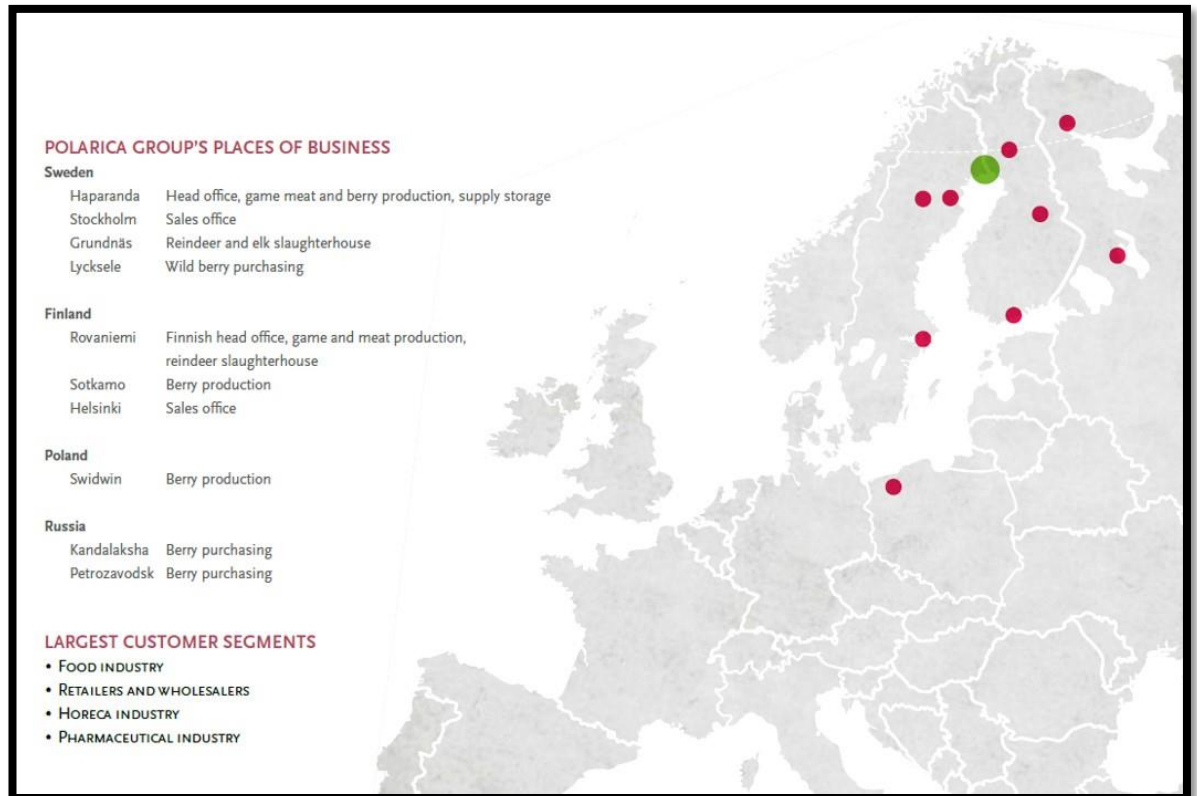 POLARICA GROUP'S PLACES OF BUSINESS
Sweden
Haparanda Head office, game meat and berry production, supply storage
Stockholm Sales office
Grundnäs Reindeer and elk slaughterhouse
Lycksele Wild berry purchasing
Finland
Rovaniemi Finnish head office, game and meat production,
reindeer slaughterhouse
Sotkamo Berry production
Helsinki Sales office
Poland
Swidwin Berry production
Russia
Kandalaksha Berry purchasing
Petrozavodsk Berry purchasing
LARGEST CUSTOMER SEGMENTS
• FOOD INDUSTRY
• RETAILERS AND WHOLESALERS
• HORECA INDUSTRY
• PHARMACEUTICAL INDUSTRY